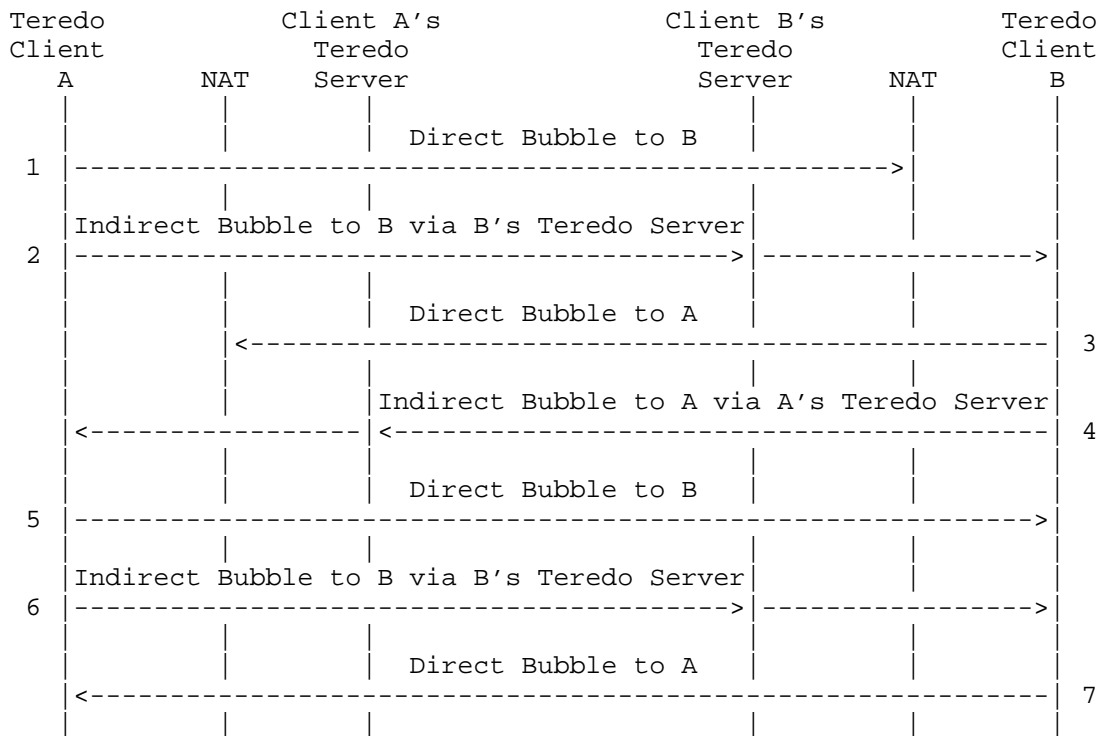 Teredo Client A's Client B's Teredo
Client Teredo Teredo Client
A NAT Server Server NAT B
Direct Bubble to B
1
Indirect Bubble to B via B's Teredo Server
2
Direct Bubble to A
3
Indirect Bubble to A via A's Teredo Server
4
Direct Bubble to B
5
Indirect Bubble to B via B's Teredo Server
6
Direct Bubble to A
7